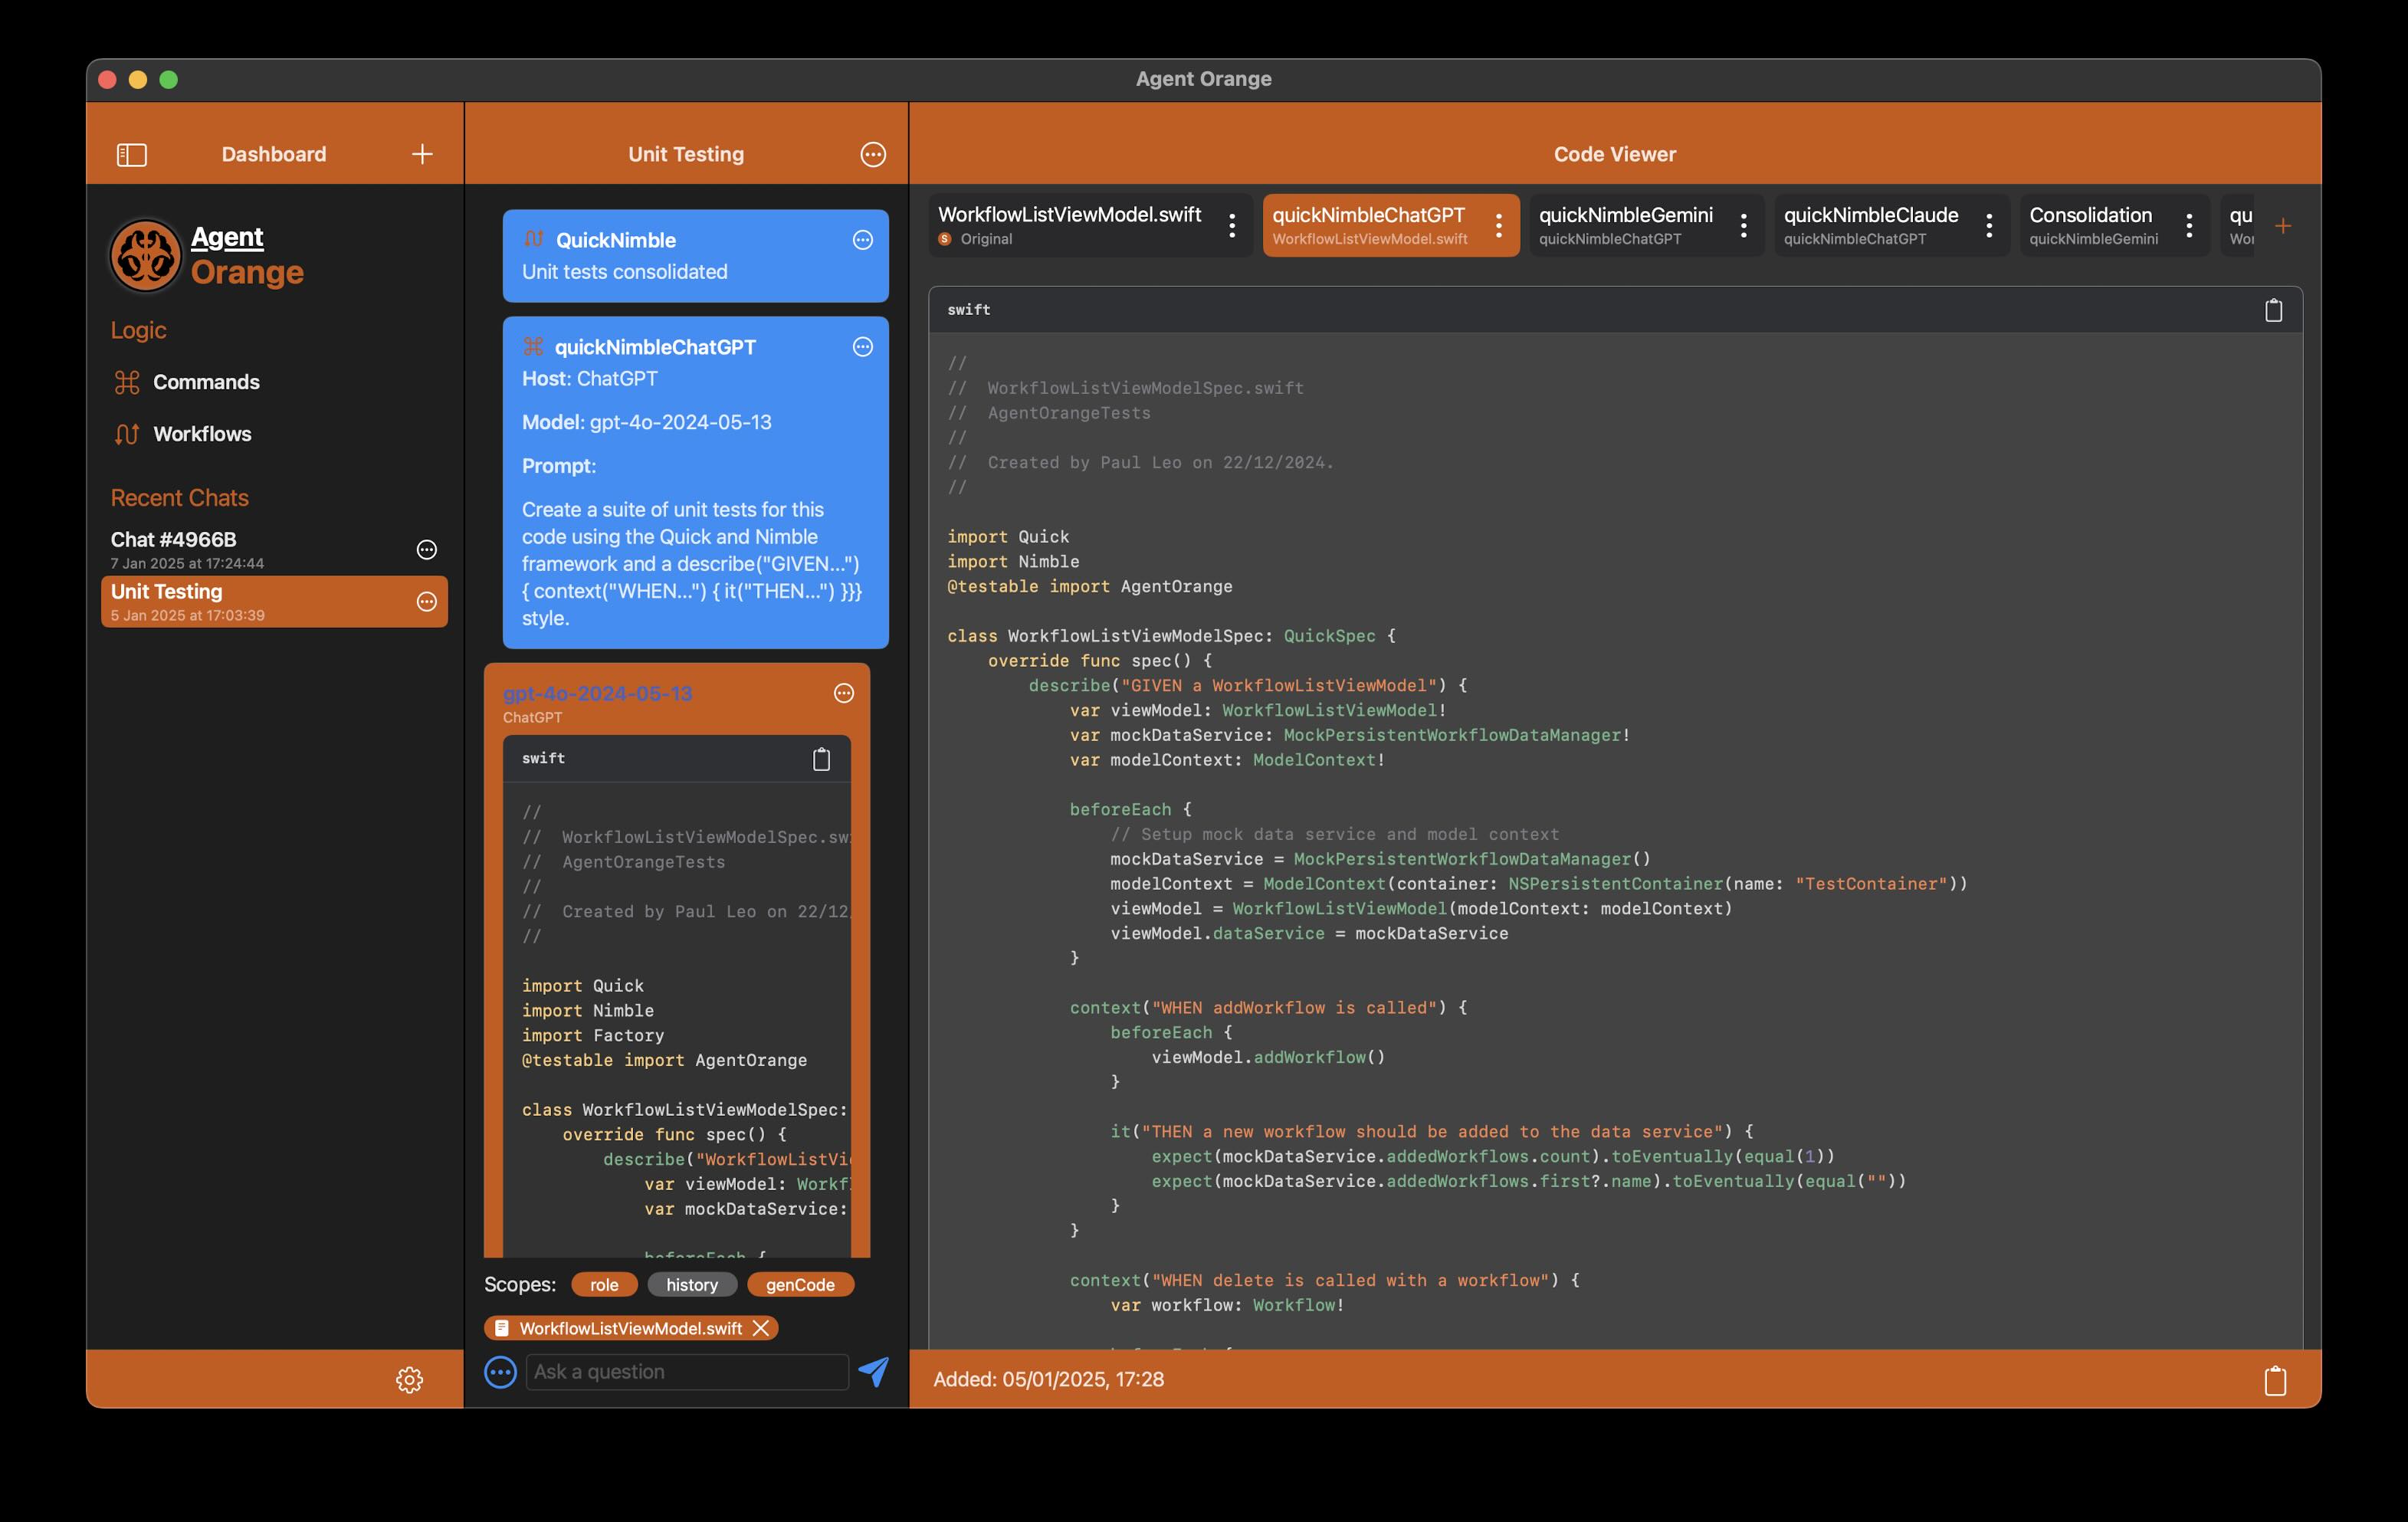 Agent Orange
Dashboard
Agent
Orange
Logic
Commands
Workflows
Recent Chats
Chat #4966B
7 Jan 2025 at 17:24:44
Unit Testing
5 Jan 2025 at 17:03:39
Unit Testing
QuickNimble
Unit tests consolidated
quickNimbleChatGPT
Host: ChatGPT
Model: gpt-4o-2024-05-13
Prompt:
Create a suite of unit tests for this
code using the Quick and Nimble
framework and a describe("GIVEN...")
{ context("WHEN...") { it("THEN...") }}}
style.
gpt-4o-2024-05-13
ChatGPT
swift
//
//  WorkflowListViewModelSpec.sw
//  AgentOrangeTests
//
//  Created by Paul Leo on 22/12
//
import Quick
import Nimble
import Factory
@testable import AgentOrange
class WorkflowListViewModelSpec:
override func spec() {
describe("WorkflowListVi
var viewModel: Workf
var mockDataService:
beforeEach {
Scopes: role history genCode
WorkflowListViewModel.swift
Ask a question
Code Viewer
WorkflowListViewModel.swift
S Original
quickNimbleChatGPT
WorkflowListViewModel.swift
quickNimbleGemini
quickNimbleChatGPT
quickNimbleClaude
quickNimbleChatGPT
Consolidation
quickNimbleGemini
qu
Wor
swift
//
//  WorkflowListViewModelSpec.swift
//  AgentOrangeTests
//
//  Created by Paul Leo on 22/12/2024.
//
import Quick
import Nimble
@testable import AgentOrange
class WorkflowListViewModelSpec: QuickSpec {
override func spec() {
describe("GIVEN a WorkflowListViewModel") {
var viewModel: WorkflowListViewModel!
var mockDataService: MockPersistentWorkflowDataManager!
var modelContext: ModelContext!
beforeEach {
// Setup mock data service and model context
mockDataService = MockPersistentWorkflowDataManager()
modelContext = ModelContext(container: NSPersistentContainer(name: "TestContainer"))
viewModel = WorkflowListViewModel(modelContext: modelContext)
viewModel.dataService = mockDataService
}
context("WHEN addWorkflow is called") {
beforeEach {
viewModel.addWorkflow()
}
it("THEN a new workflow should be added to the data service") {
expect(mockDataService.addedWorkflows.count).toEventually(equal(1))
expect(mockDataService.addedWorkflows.first?.name).toEventually(equal(""))
}
}
context("WHEN delete is called with a workflow") {
var workflow: Workflow!
Added: 05/01/2025, 17:28